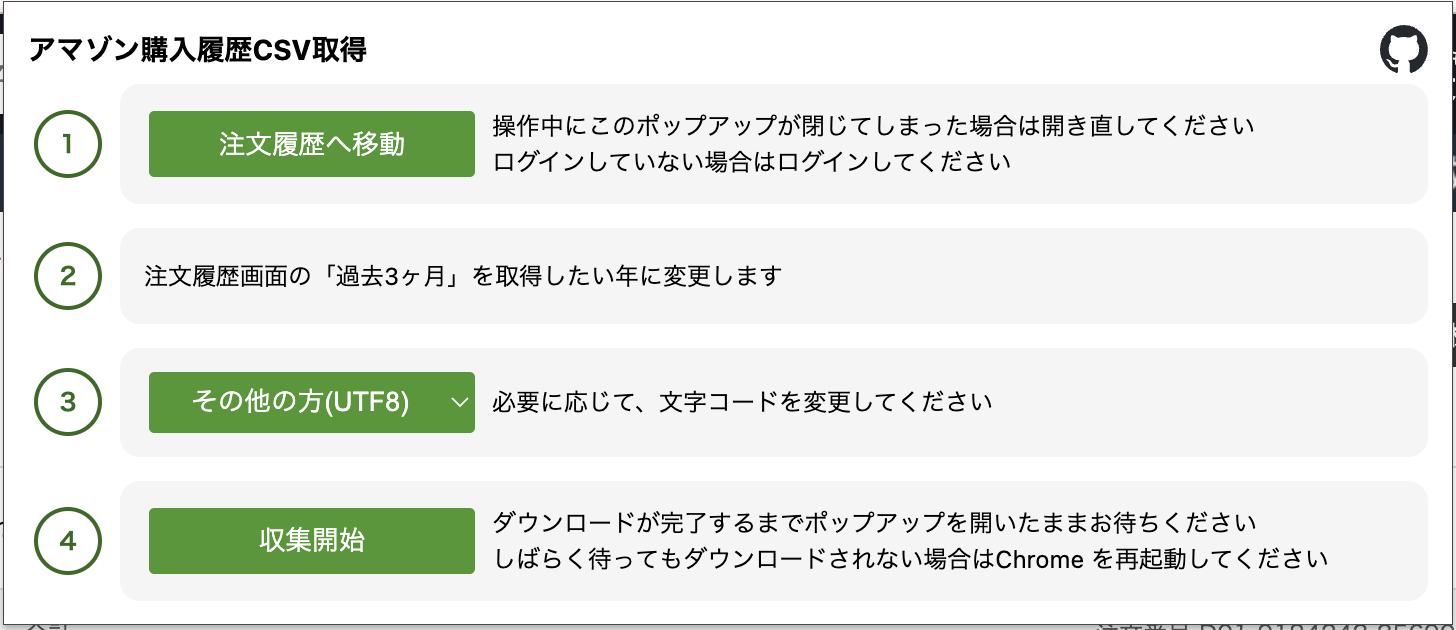 アマゾン購入履歴CSV取得
1
注文履歴へ移動
操作中にこのポップアップが閉じてしまった場合は開き直してください
ログインしていない場合はログインしてください
2
注文履歴画面の「過去3ヶ月」を取得したい年に変更します
3
その他の方(UTF8)
必要に応じて、文字コードを変更してください
4
収集開始
ダウンロードが完了するまでポップアップを開いたままお待ちください
しばらく待ってもダウンロードされない場合はChrome を再起動してください